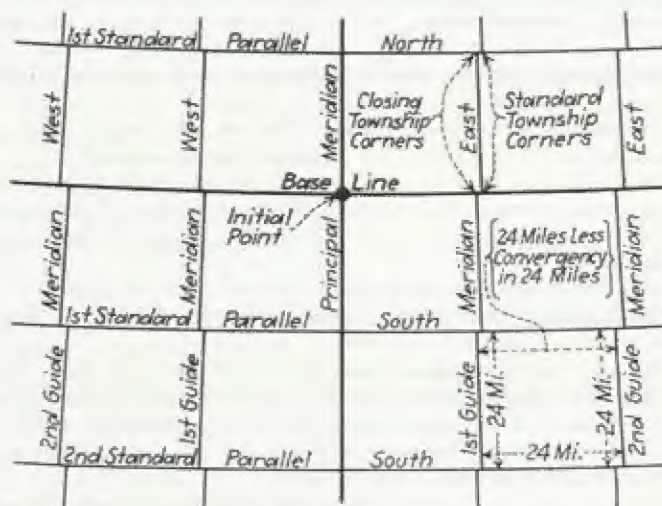 1st Standard Parallel North
West
West
Meridian
Closing
Township
Corners
East
Standard
Township
Corners
East
Base Line
Initial
Point
Meridian
Meridian
Principal
Meridian
24 Miles Less
Convergency
in 24 Miles
Meridian
1st Standard Parallel South
2nd Guide
1st Guide
1st Guide
24 Mi.
24 Mi.
2nd Guide
24 Mi.
2nd Standard Parallel South